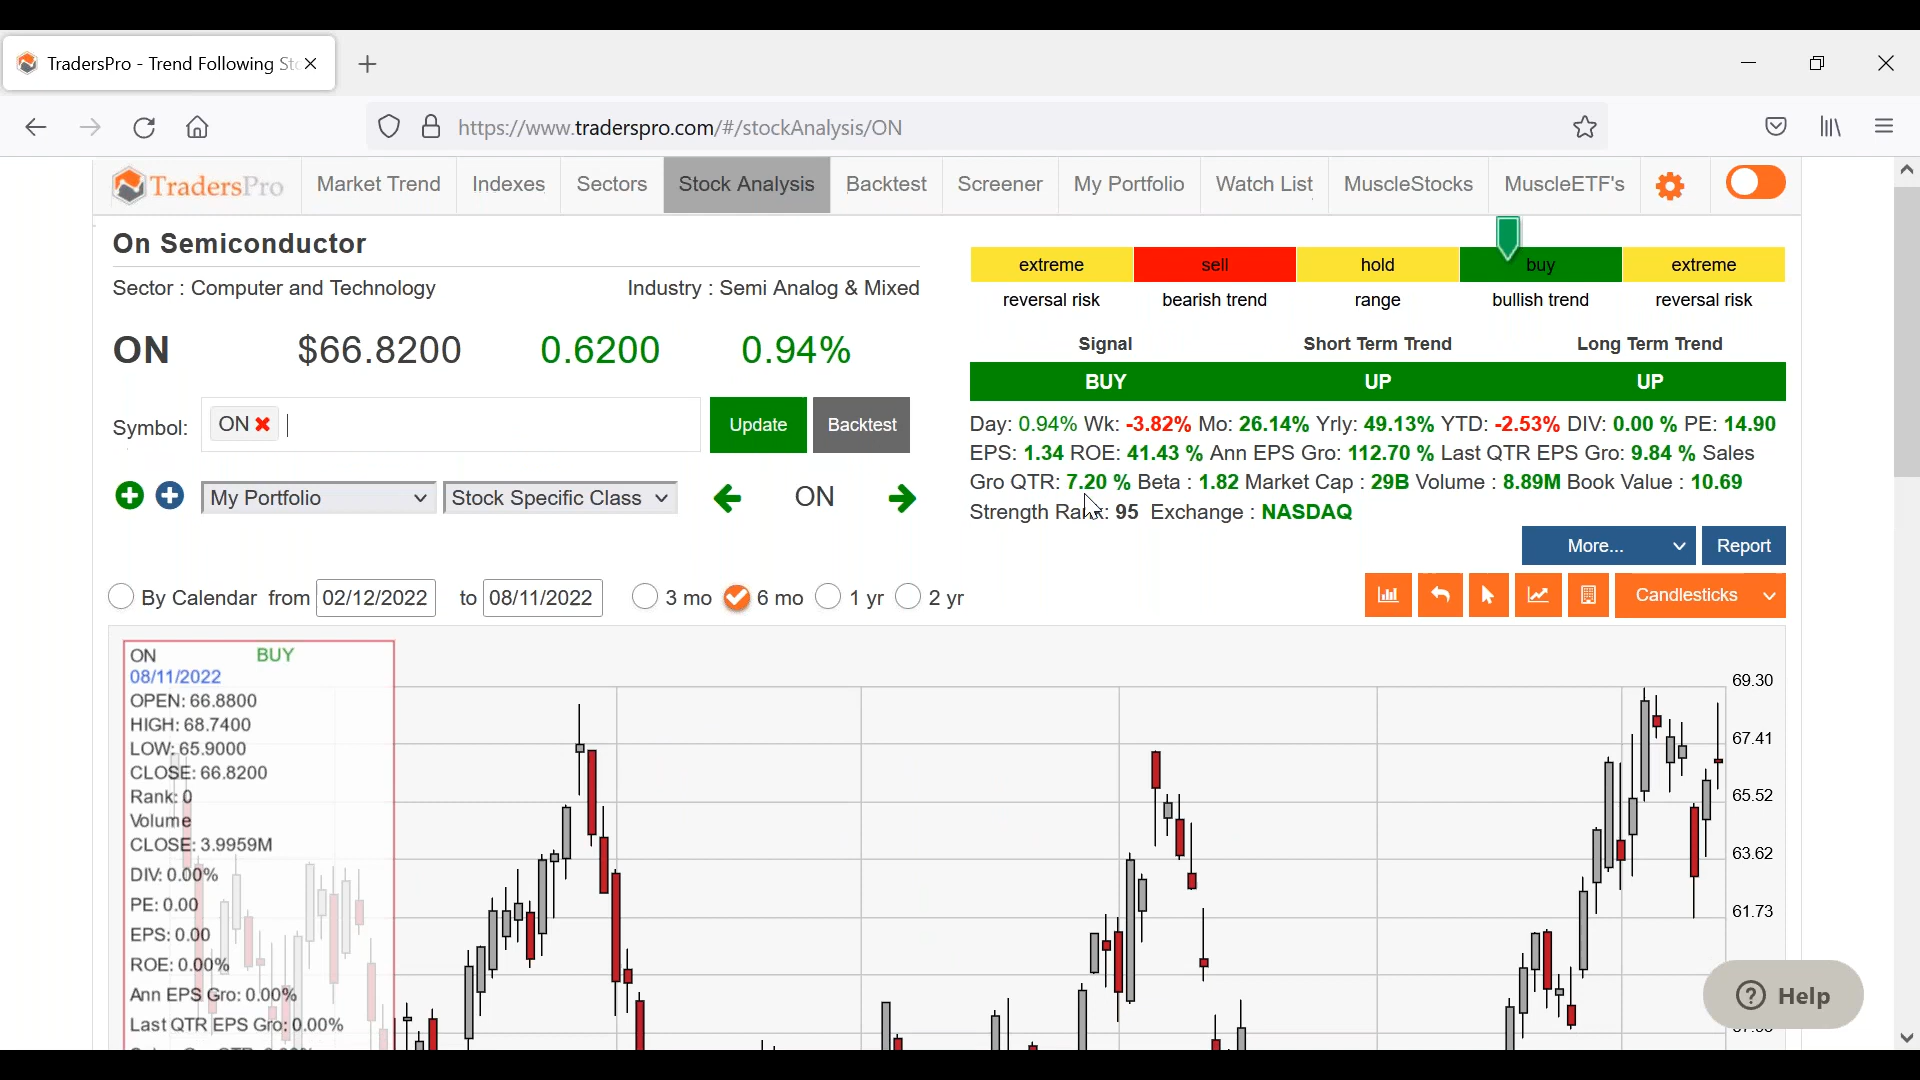 TradersPro - Trend Following Sto
https://www.traderspro.com/#/stockAnalysis/ON
TradersPro Market Trend Indexes Sectors Stock Analysis Backtest Screener My Portfolio Watch List MuscleStocks MuscleETF's
On Semiconductor
Sector : Computer and Technology Industry : Semi Analog & Mixed
ON $66.8200 0.6200 0.94%
Symbol: ON Update Backtest
My Portfolio Stock Specific Class ON
extreme sell hold buy extreme
reversal risk bearish trend range bullish trend reversal risk
Signal Short Term Trend Long Term Trend
BUY UP UP
Day: 0.94% Wk: -3.82% Mo: 26.14% Yrly: 49.13% YTD: -2.53% DIV: 0.00 % PE: 14.90
EPS: 1.34 ROE: 41.43 % Ann EPS Gro: 112.70 % Last QTR EPS Gro: 9.84 % Sales
Gro QTR: 7.20 % Beta : 1.82 Market Cap : 29B Volume : 8.89M Book Value : 10.69
Strength Rank: 95 Exchange : NASDAQ
More... Report
By Calendar from 02/12/2022 to 08/11/2022 3 mo 6 mo 1 yr 2 yr
Candlesticks
ON BUY
08/11/2022
OPEN: 66.8800
HIGH: 68.7400
LOW: 65.9000
CLOSE: 66.8200
Rank: 0
Volume
CLOSE: 3.9959M
DIV: 0.00%
PE: 0.00
EPS: 0.00
ROE: 0.00%
Ann EPS Gro: 0.00%
Last QTR EPS Gro: 0.00%
69.30
67.41
65.52
63.62
61.73
Help